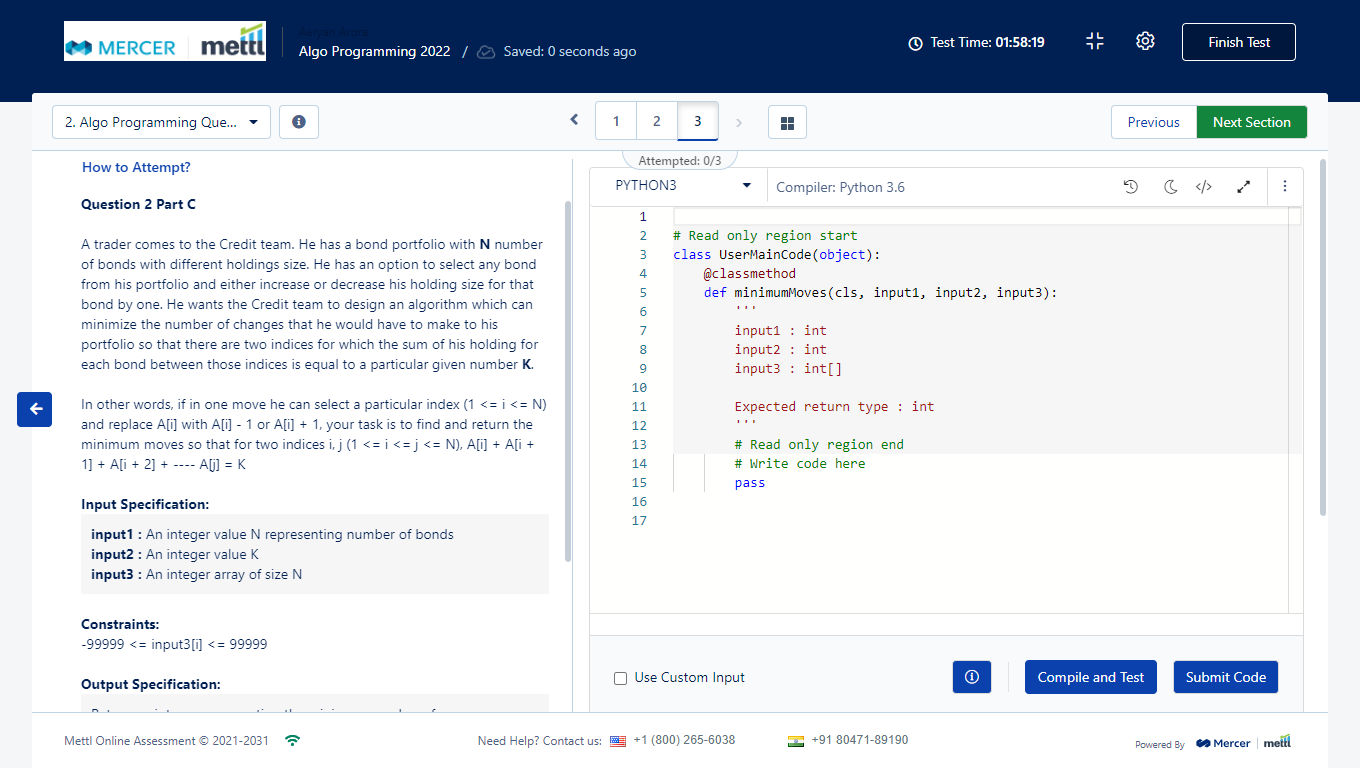 MERCER mettl
Algo Programming 2022 / Saved: 0 seconds ago
Test Time: 01:58:19
Finish Test
2. Algo Programming Que...
1 2 3
Previous
Next Section
Attempted: 0/3
How to Attempt?
Question 2 Part C
A trader comes to the Credit team. He has a bond portfolio with N number
of bonds with different holdings size. He has an option to select any bond
from his portfolio and either increase or decrease his holding size for that
bond by one. He wants the Credit team to design an algorithm which can
minimize the number of changes that he would have to make to his
portfolio so that there are two indices for which the sum of his holding for
each bond between those indices is equal to a particular given number K.
In other words, if in one move he can select a particular index (1 <= i <= N)
and replace A[i] with A[i] - 1 or A[i] + 1, your task is to find and return the
minimum moves so that for two indices i, j (1 <= i <= j <= N), A[i] + A[i +
1] + A[i + 2] + ---- A[j] = K
Input Specification:
input1 : An integer value N representing number of bonds
input2 : An integer value K
input3 : An integer array of size N
Constraints:
-99999 <= input3[i] <= 99999
Output Specification:
PYTHON3
Compiler: Python 3.6
1
2 # Read only region start
3 class UserMainCode(object):
4 @classmethod
5 def minimumMoves(cls, input1, input2, input3):
6 '''
7 input1 : int
8 input2 : int
9 input3 : int[]
10
11 Expected return type : int
12 '''
13 # Read only region end
14 # Write code here
15 pass
16
17
Use Custom Input
Compile and Test
Submit Code
Mettl Online Assessment © 2021-2031
Need Help? Contact us: +1 (800) 265-6038
+91 80471-89190
Powered By Mercer mettl